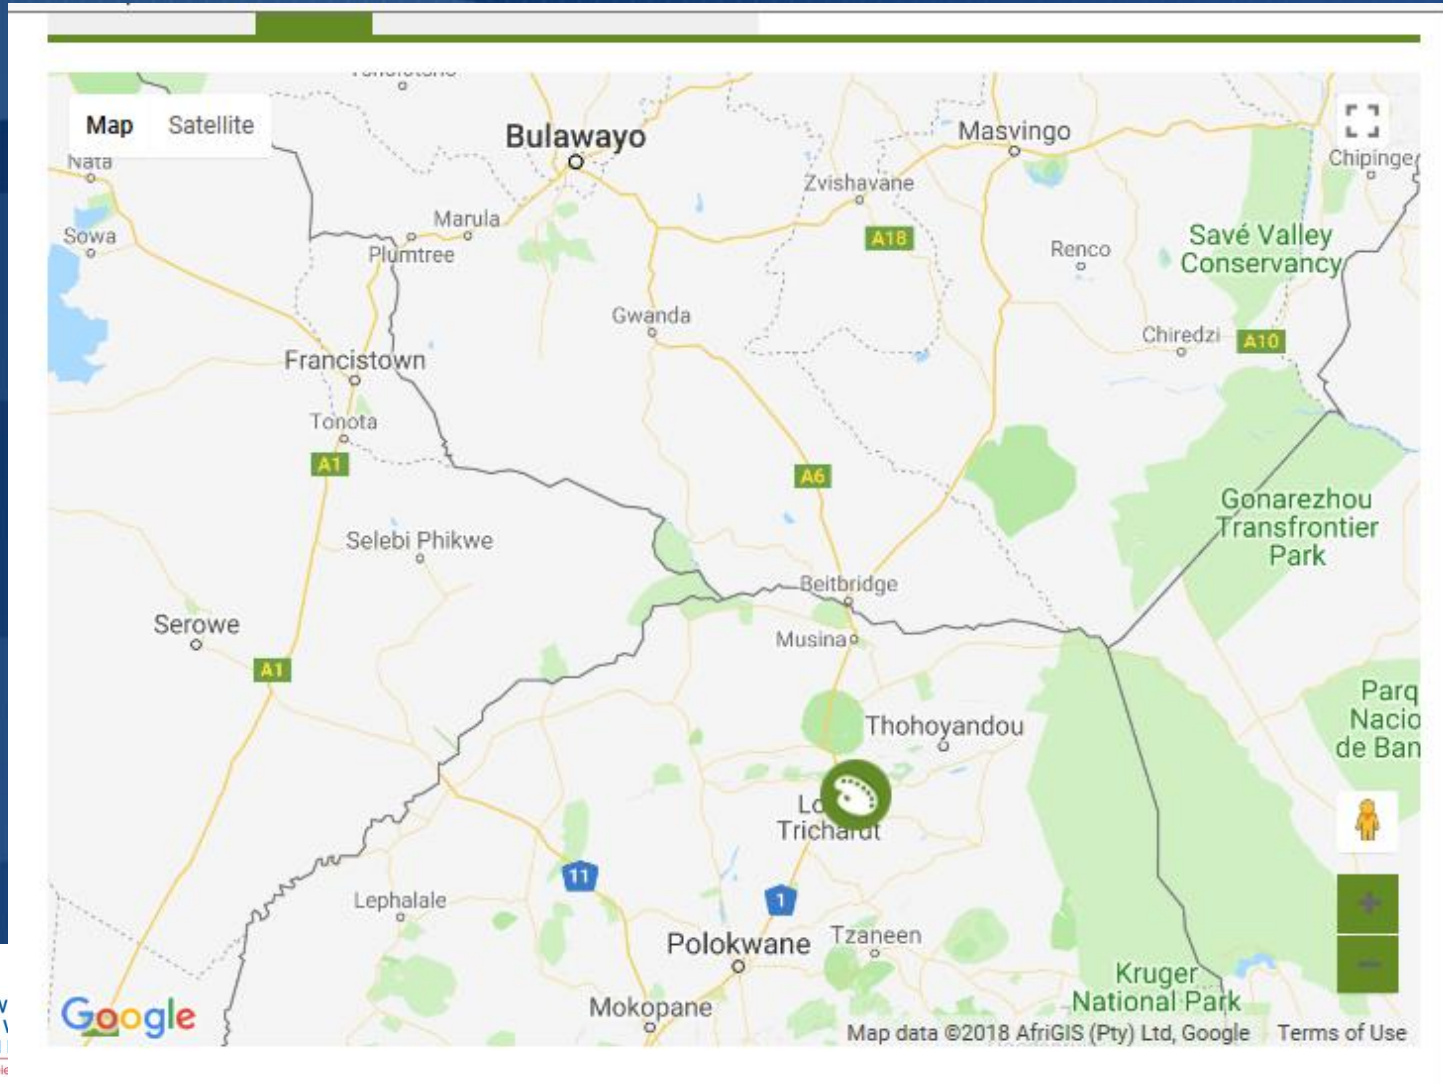 Map Satellite
Bulawayo
Masvingo
Chipinge
Nata
Zvishavane
Marula
Sowa
Plumtree
A18
Renco
Savé Valley
Conservancy
Gwanda
Chiredzi
A10
Francistown
Tonota
A1
A6
Gonarezhou
Transfrontier
Park
Selebi Phikwe
Beitbridge
Serowe
Musina
A1
Parq
Nacio
de Ban
Thohoyandou
Lo
Trichardt
11
1
Lephalale
Polokwane
Tzaneen
Kruger
National Park
Mokopane
Google
Map data ©2018 AfriGIS (Pty) Ltd, Google
Terms of Use